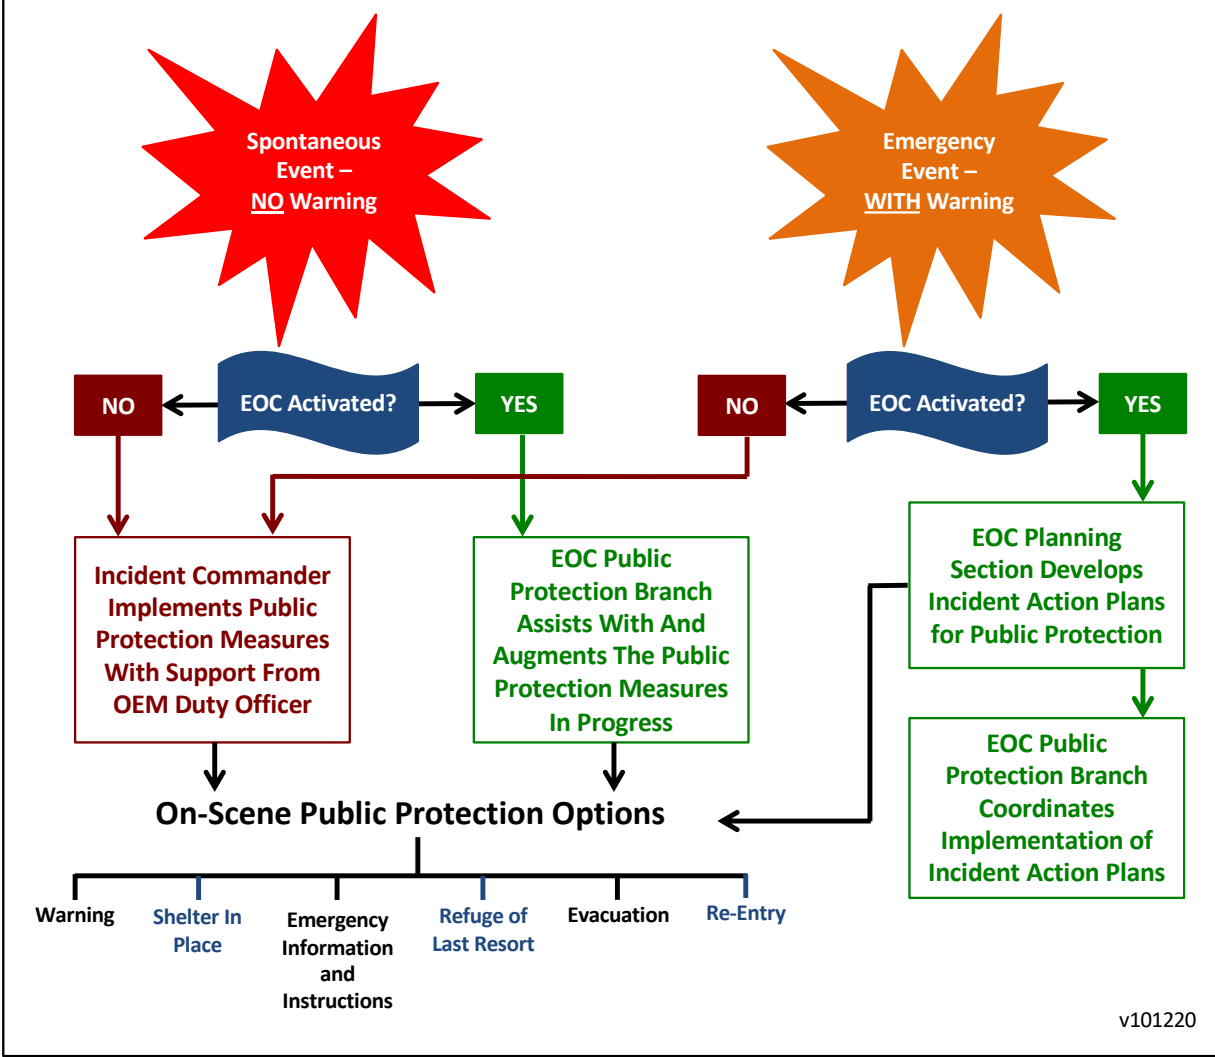 Spontaneous
Event –
NO Warning
Emergency
Event –
WITH Warning
NO
EOC Activated?
YES
NO
EOC Activated?
YES
Incident Commander
Implements Public
Protection Measures
With Support From
OEM Duty Officer
EOC Public
Protection Branch
Assists With And
Augments The Public
Protection Measures
In Progress
EOC Planning
Section Develops
Incident Action Plans
for Public Protection
EOC Public
Protection Branch
Coordinates
Implementation of
Incident Action Plans
On-Scene Public Protection Options
Warning
Shelter In
Place
Emergency
Information
and
Instructions
Refuge of
Last Resort
Evacuation
Re-Entry
v101220